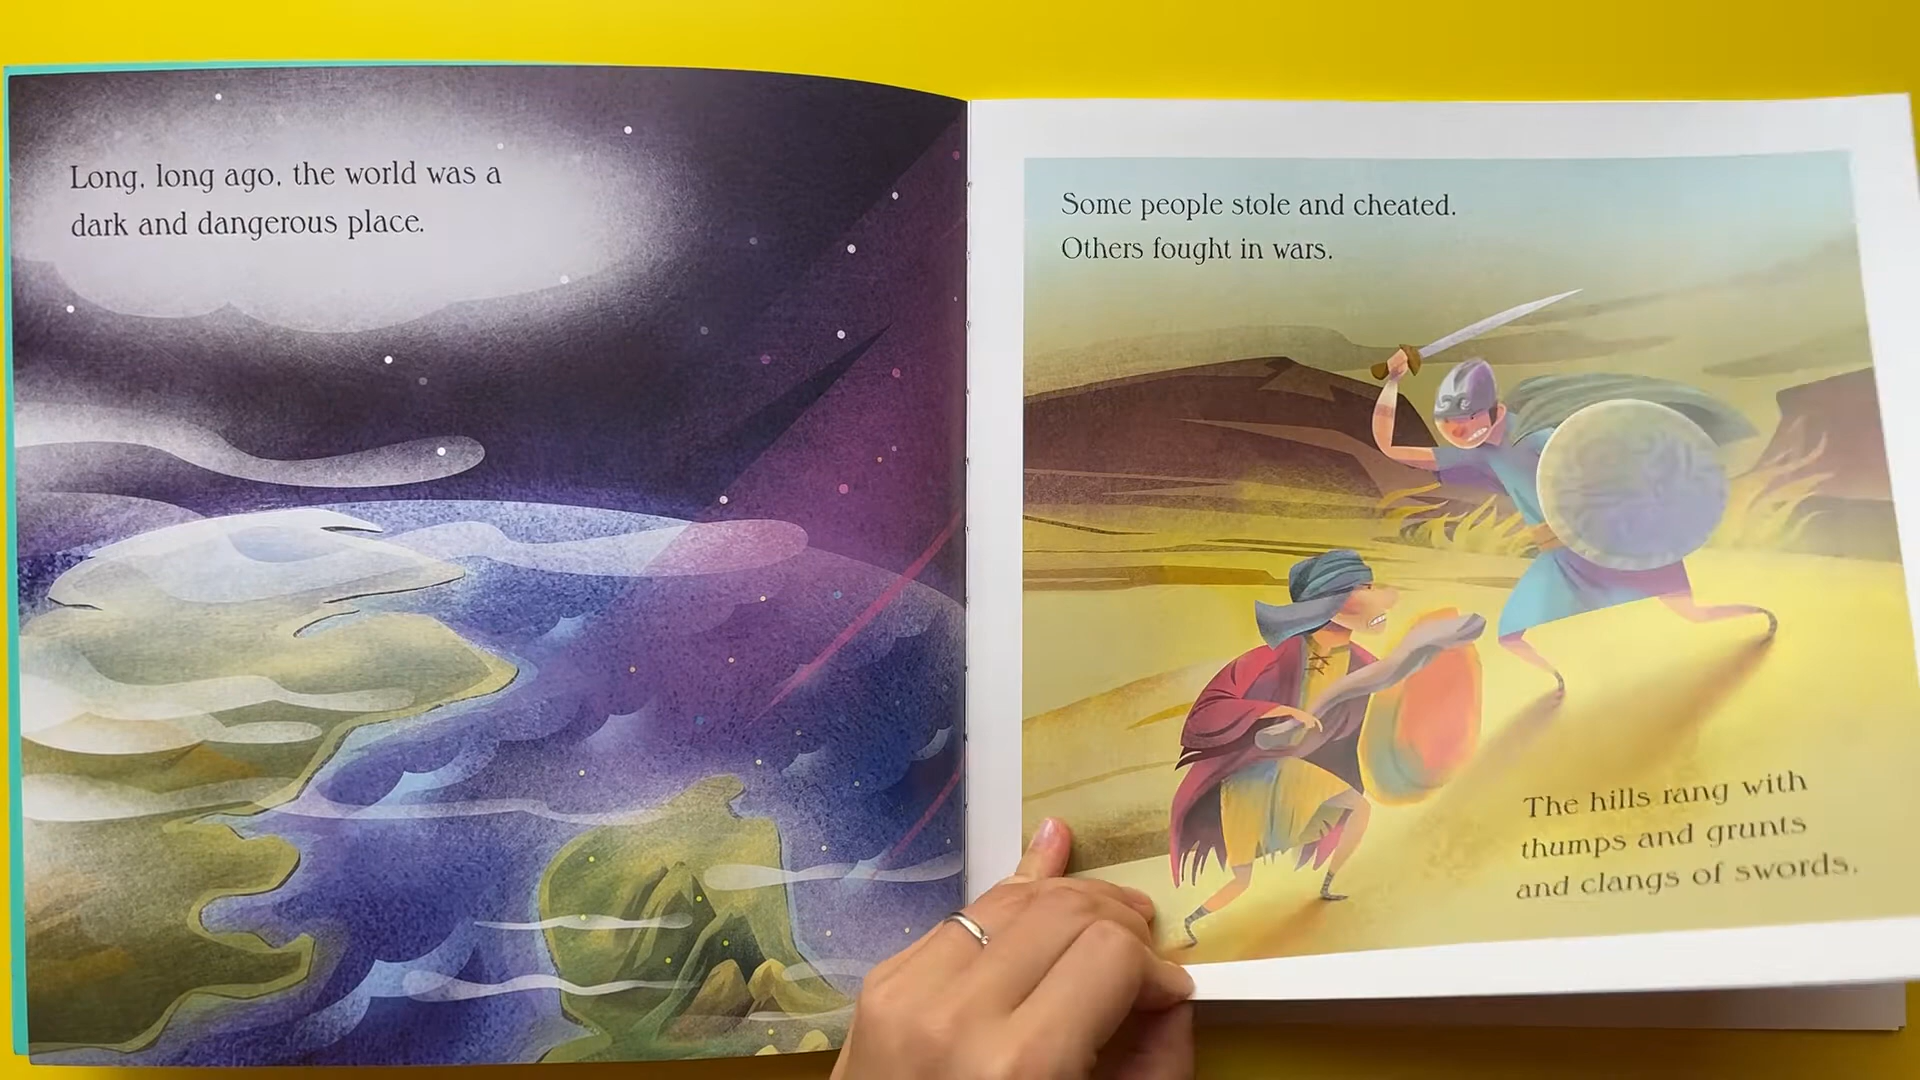 Long, long ago, the world was a
dark and dangerous place.
Some people stole and cheated.
Others fought in wars.
The hills rang with
thumps and grunts
and clangs of swords.